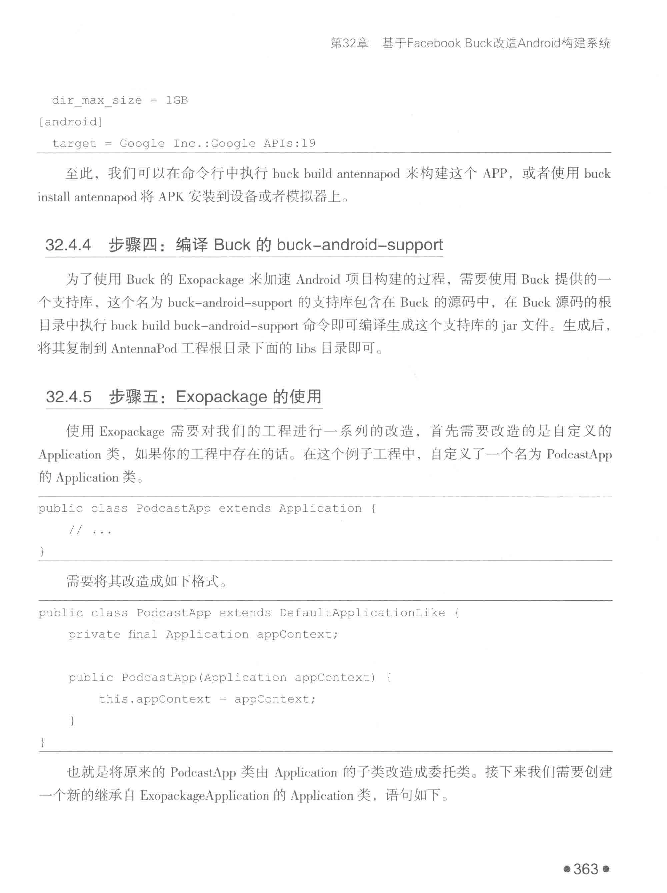 第32章 基于Facebook Buck改造Android构建系统
dir_max_size = 1GB
[android]
target = Google Inc.:Google APIs:19
至此，我们可以在命令行中执行 buck build antennapod 来构建这个 APP，或者使用 buck
install antennapod 将 APK 安装到设备或者模拟器上。
32.4.4 步骤四：编译 Buck 的 buck-android-support
为了使用 Buck 的 Exopackage 来加速 Android 项目构建的过程，需要使用 Buck 提供的一
个支持库，这个名为 buck-android-support 的支持库包含在 Buck 的源码中，在 Buck 源码的根
目录中执行 buck build buck-android-support 命令即可编译生成这个支持库的 jar 文件。生成后，
将其复制到 AntennaPod 工程根目录下面的 libs 目录即可。
32.4.5 步骤五：Exopackage 的使用
使用 Exopackage 需要对我们的工程进行一系列的改造，首先需要改造的是自定义的
Application 类，如果你的工程中存在的话。在这个例子工程中，自定义了一个名为 PodcastApp
的 Application 类。
public class PodcastApp extends Application {
// ...
}
需要将其改造成如下格式。
public class PodcastApp extends DefaultApplicationLike {
private final Application appContext;
public PodcastApp(Application appContext) {
this.appContext = appContext;
}
}
也就是将原来的 PodcastApp 类由 Application 的子类改造成委托类。接下来我们需要创建
一个新的继承自 ExopackageApplication 的 Application 类，语句如下。
●363●